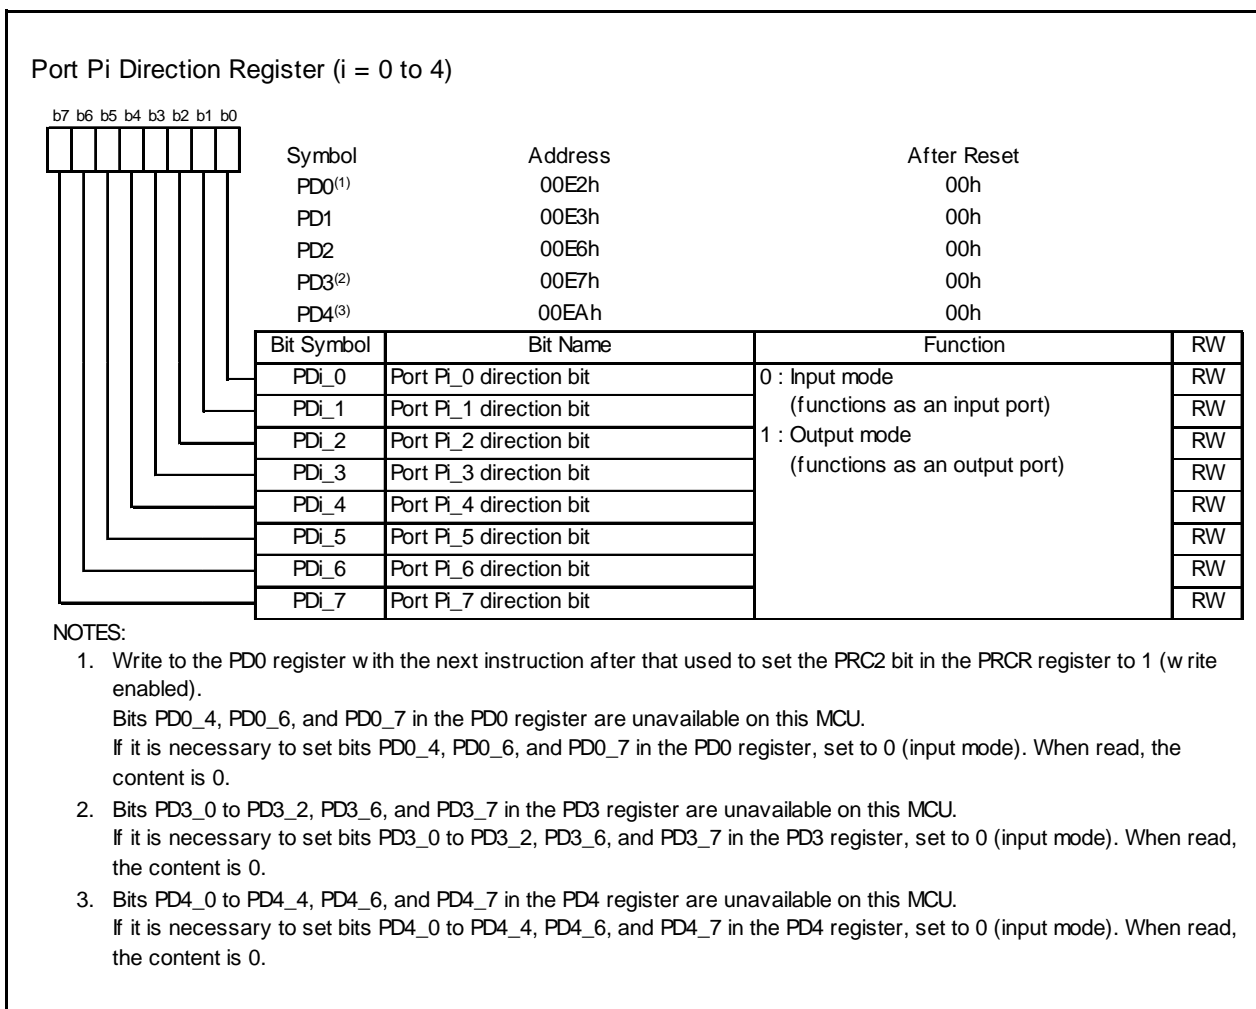 Port Pi Direction Register (i = 0 to 4)
b7 b6 b5 b4 b3 b2 b1 b0
Symbol Address After Reset
PD0(1) 00E2h 00h
PD1 00E3h 00h
PD2 00E6h 00h
PD3(2) 00E7h 00h
PD4(3) 00EAh 00h
Bit Symbol Bit Name Function RW
PDi_0 Port Pi_0 direction bit 0 : Input mode RW
PDi_1 Port Pi_1 direction bit (functions as an input port) RW
PDi_2 Port Pi_2 direction bit 1 : Output mode RW
PDi_3 Port Pi_3 direction bit (functions as an output port) RW
PDi_4 Port Pi_4 direction bit RW
PDi_5 Port Pi_5 direction bit RW
PDi_6 Port Pi_6 direction bit RW
PDi_7 Port Pi_7 direction bit RW
NOTES:
1. Write to the PD0 register with the next instruction after that used to set the PRC2 bit in the PRCR register to 1 (write
enabled).
Bits PD0_4, PD0_6, and PD0_7 in the PD0 register are unavailable on this MCU.
If it is necessary to set bits PD0_4, PD0_6, and PD0_7 in the PD0 register, set to 0 (input mode). When read, the
content is 0.
2. Bits PD3_0 to PD3_2, PD3_6, and PD3_7 in the PD3 register are unavailable on this MCU.
If it is necessary to set bits PD3_0 to PD3_2, PD3_6, and PD3_7 in the PD3 register, set to 0 (input mode). When read,
the content is 0.
3. Bits PD4_0 to PD4_4, PD4_6, and PD4_7 in the PD4 register are unavailable on this MCU.
If it is necessary to set bits PD4_0 to PD4_4, PD4_6, and PD4_7 in the PD4 register, set to 0 (input mode). When read,
the content is 0.